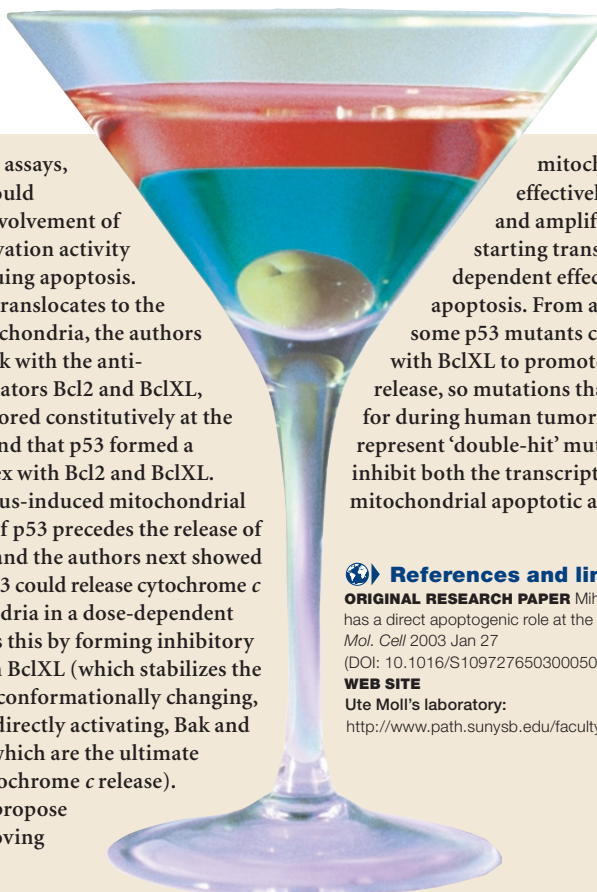 assays,
ould
volvement of
vation activity
uing apoptosis.
translocates to the
chondria, the authors
k with the anti-
ators Bcl2 and BclXL,
ored constitutively at the
nd that p53 formed a
ex with Bcl2 and BclXL.
us-induced mitochondrial
f p53 precedes the release of
and the authors next showed
3 could release cytochrome c
dria in a dose-dependent
s this by forming inhibitory
h BclXL (which stabilizes the
conformationally changing,
directly activating, Bak and
which are the ultimate
ochrome c release).
propose
oving
mitoch
effectivel
and amplif
starting trans
dependent effec
apoptosis. From a
some p53 mutants c
with BclXL to promot
release, so mutations tha
for during human tumor
represent ‘double-hit’ mut
inhibit both the transcript
mitochondrial apoptotic a
References and lin
ORIGINAL RESEARCH PAPER Mih
has a direct apoptogenic role at the
Mol. Cell 2003 Jan 27
(DOI: 10.1016/S109727650300050
WEB SITE
Ute Moll’s laboratory:
http://www.path.sunysb.edu/faculty